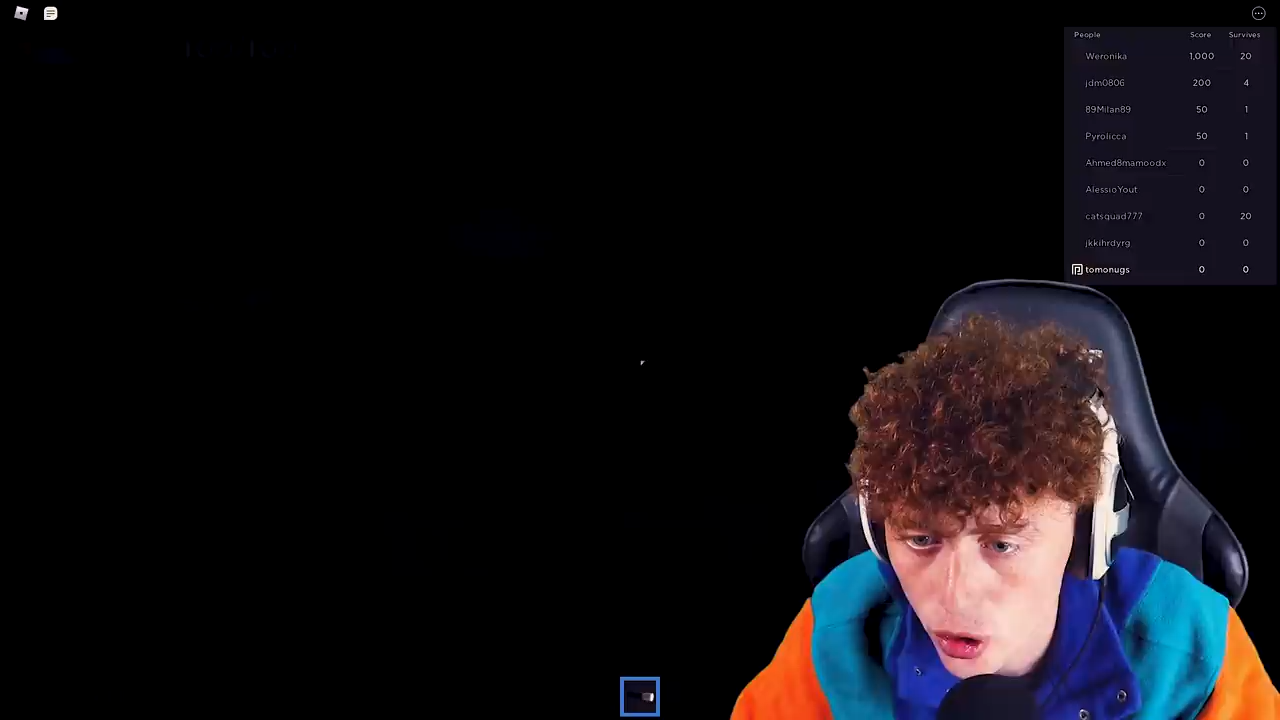 People Score Survives
Weronika 1,000 20
jdm0806 200 4
89Milan89 50 1
Pyrolicca 50 1
Ahmed8mamoodx 0 0
AlessioYout 0 0
catsquad777 0 20
jkkihrdyrg 0 0
tomonugs 0 0